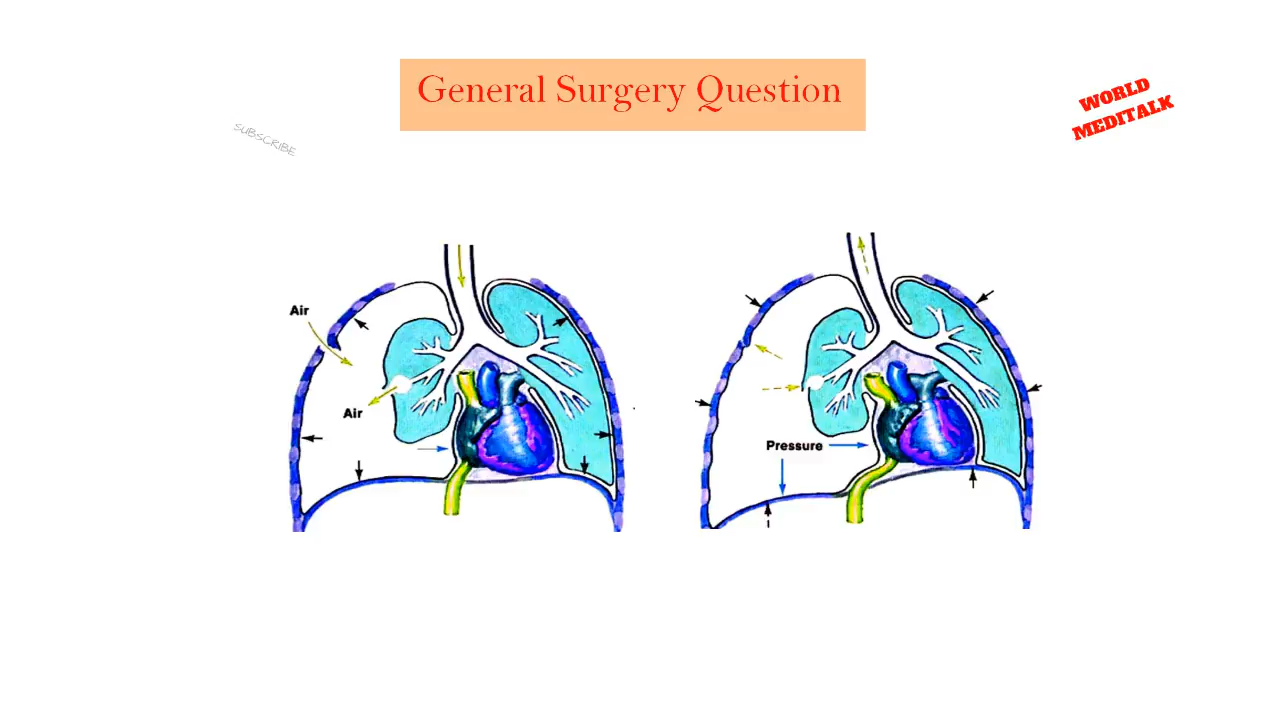 General Surgery Question
WORLD
MEDITALK
SUBSCRIBE
Air
Air
Pressure